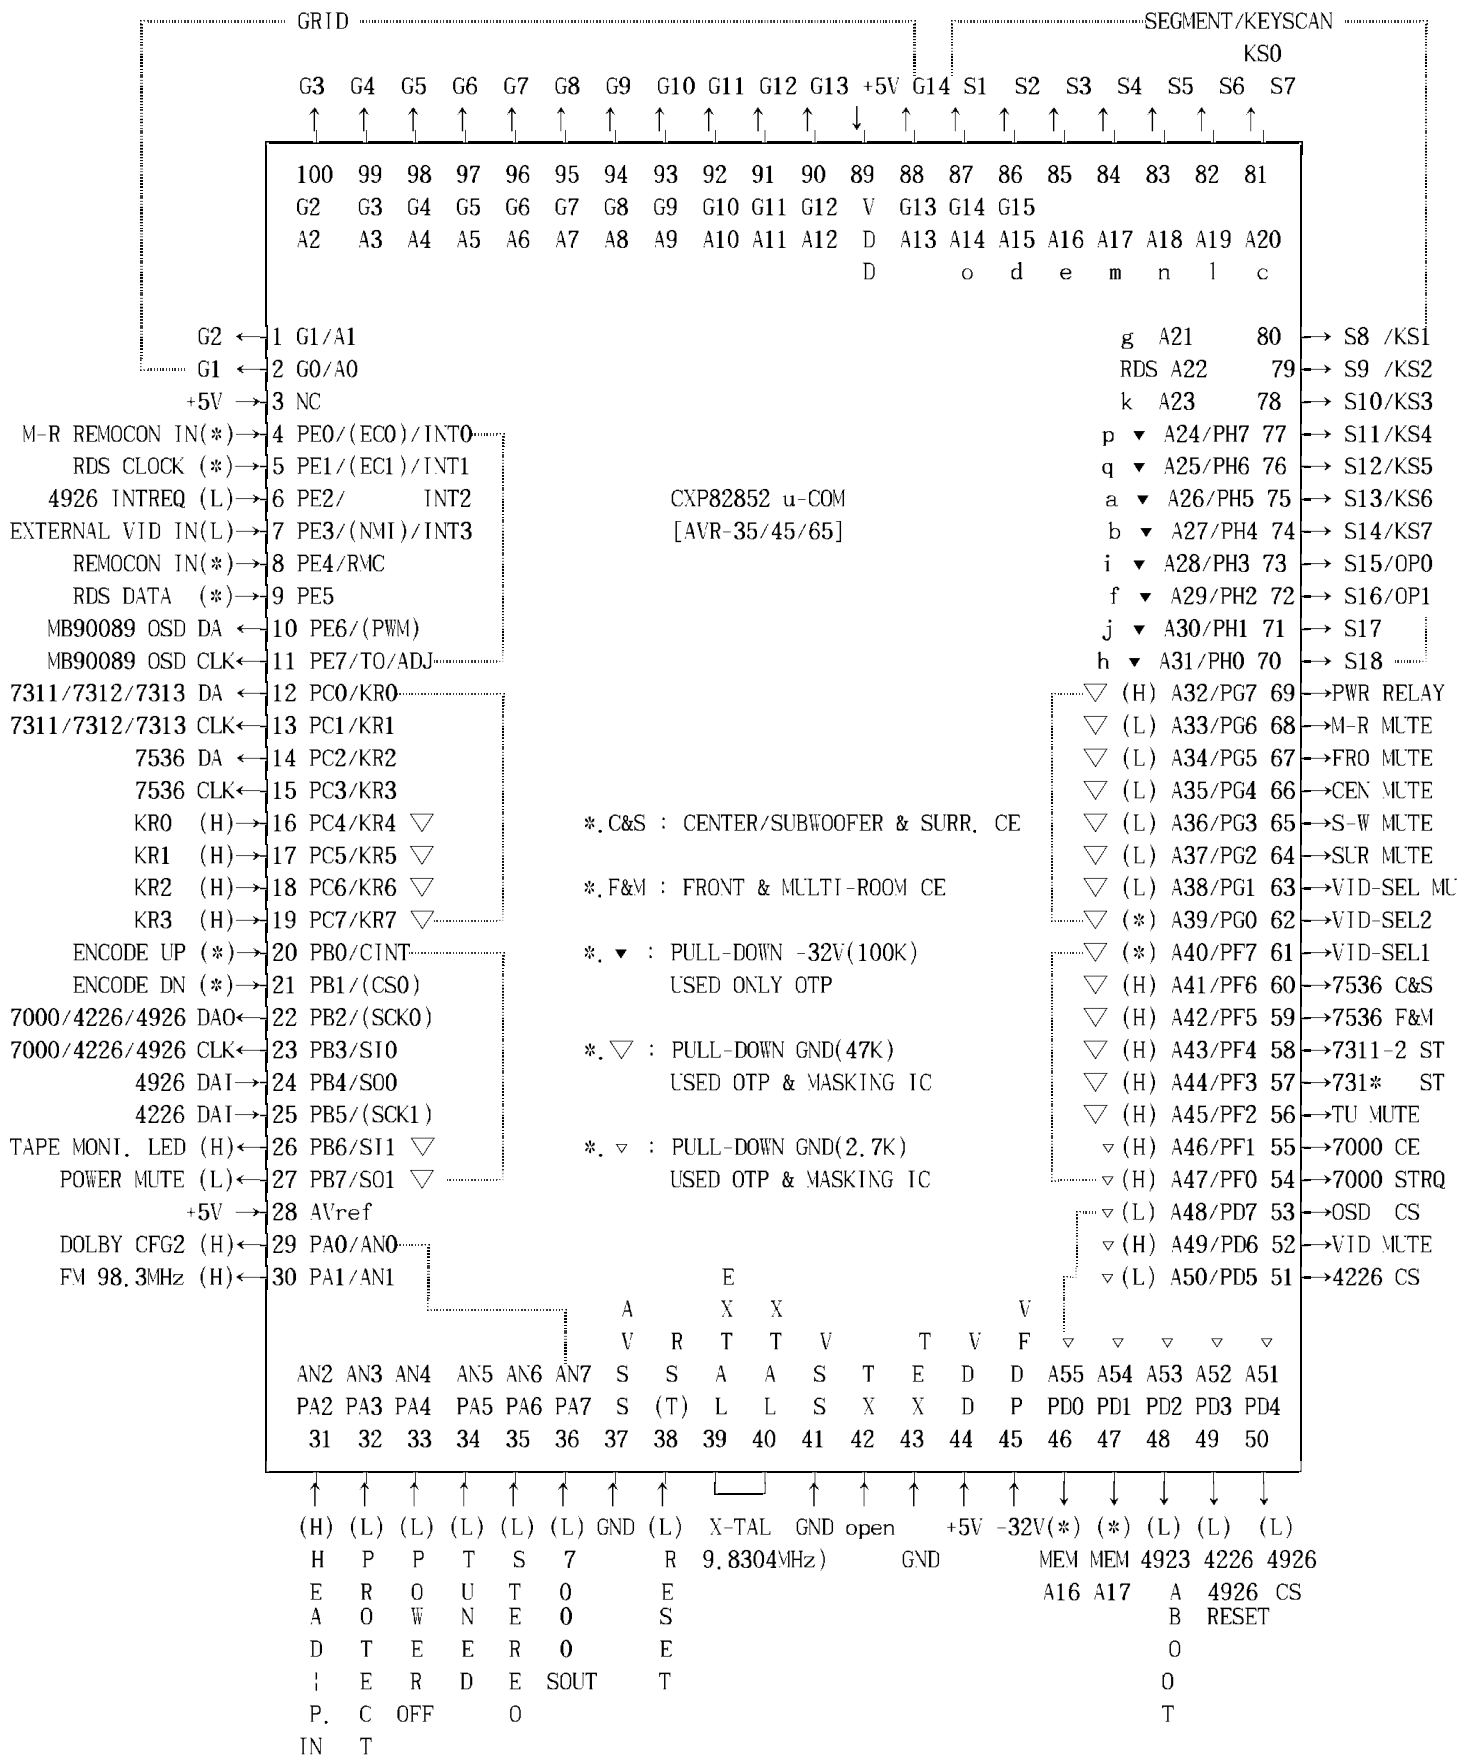 GRID SEGMENT/KEYSCAN
KS0
G3 G4 G5 G6 G7 G8 G9 G10 G11 G12 G13 +5V G14 S1 S2 S3 S4 S5 S6 S7
↑ ↑ ↑ ↑ ↑ ↑ ↑ ↑ ↑ ↑ ↑ ↓ ↑ ↑ ↑ ↑ ↑ ↑ ↑ ↑
100 99 98 97 96 95 94 93 92 91 90 89 88 87 86 85 84 83 82 81
G2 G3 G4 G5 G6 G7 G8 G9 G10 G11 G12 V G13 G14 G15
A2 A3 A4 A5 A6 A7 A8 A9 A10 A11 A12 D A13 A14 A15 A16 A17 A18 A19 A20
D o d e m n l c
G2 ← 1 G1/A1 g A21 80 → S8 /KS1
G1 ← 2 G0/A0 RDS A22 79 → S9 /KS2
+5V → 3 NC k A23 78 → S10/KS3
M-R REMOCON IN(*)→ 4 PE0/(EC0)/INT0 p ▼ A24/PH7 77 → S11/KS4
RDS CLOCK (*)→ 5 PE1/(EC1)/INT1 q ▼ A25/PH6 76 → S12/KS5
4926 INTREQ (L)→ 6 PE2/ INT2 CXP82852 u-COM a ▼ A26/PH5 75 → S13/KS6
EXTERNAL VID IN(L)→ 7 PE3/(NMI)/INT3 [AVR-35/45/65] b ▼ A27/PH4 74 → S14/KS7
REMOCON IN(*)→ 8 PE4/RMC i ▼ A28/PH3 73 → S15/OP0
RDS DATA (*)→ 9 PE5 f ▼ A29/PH2 72 → S16/OP1
MB90089 OSD DA ← 10 PE6/(PWM) j ▼ A30/PH1 71 → S17
MB90089 OSD CLK← 11 PE7/TO/ADJ h ▼ A31/PH0 70 → S18
7311/7312/7313 DA ← 12 PC0/KR0 ▽ (H) A32/PG7 69 →PWR RELAY
7311/7312/7313 CLK← 13 PC1/KR1 ▽ (L) A33/PG6 68 →M-R MUTE
7536 DA ← 14 PC2/KR2 ▽ (L) A34/PG5 67 →FRO MUTE
7536 CLK← 15 PC3/KR3 ▽ (L) A35/PG4 66 →CEN MUTE
KR0 (H)→ 16 PC4/KR4 ▽ *.C&S : CENTER/SUBWOOFER & SURR. CE ▽ (L) A36/PG3 65 →S-W MUTE
KR1 (H)→ 17 PC5/KR5 ▽ ▽ (L) A37/PG2 64 →SUR MUTE
KR2 (H)→ 18 PC6/KR6 ▽ *.F&M : FRONT & MULTI-ROOM CE ▽ (L) A38/PG1 63 →VID-SEL MU
KR3 (H)→ 19 PC7/KR7 ▽ ▽ (*) A39/PG0 62 →VID-SEL2
ENCODE UP (*)→ 20 PB0/CINT *. ▼ : PULL-DOWN -32V(100K) ▽ (*) A40/PF7 61 →VID-SEL1
ENCODE DN (*)→ 21 PB1/(CS0) USED ONLY OTP ▽ (H) A41/PF6 60 →7536 C&S
7000/4226/4926 DAO← 22 PB2/(SCK0) ▽ (H) A42/PF5 59 →7536 F&M
7000/4226/4926 CLK← 23 PB3/SI0 *. ▽ : PULL-DOWN GND(47K) ▽ (H) A43/PF4 58 →7311-2 ST
4926 DAI→ 24 PB4/SO0 USED OTP & MASKING IC ▽ (H) A44/PF3 57 →731* ST
4226 DAI→ 25 PB5/(SCK1) ▽ (H) A45/PF2 56 →TU MUTE
TAPE MONI. LED (H)← 26 PB6/SI1 ▽ *. ▽ : PULL-DOWN GND(2.7K) ▽ (H) A46/PF1 55 →7000 CE
POWER MUTE (L)← 27 PB7/SO1 ▽ USED OTP & MASKING IC ▽ (H) A47/PF0 54 →7000 STRQ
+5V → 28 AVref ▽ (L) A48/PD7 53 →OSD CS
DOLBY CFG2 (H)← 29 PA0/AN0 ▽ (H) A49/PD6 52 →VID MUTE
FM 98.3MHz (H)← 30 PA1/AN1 E ▽ (L) A50/PD5 51 →4226 CS
A X X V
V R T T V T V F ▽ ▽ ▽ ▽ ▽
AN2 AN3 AN4 AN5 AN6 AN7 S S A A S T E D D A55 A54 A53 A52 A51
PA2 PA3 PA4 PA5 PA6 PA7 S (T) L L S X X D P PD0 PD1 PD2 PD3 PD4
31 32 33 34 35 36 37 38 39 40 41 42 43 44 45 46 47 48 49 50
↑ ↑ ↑ ↑ ↑ ↑ ↑ ↑ ↑ ↑ ↑ ↑ ↑ ↓ ↓ ↓ ↓ ↓
(H) (L) (L) (L) (L) (L) GND (L) X-TAL GND open +5V -32V(*) (*) (L) (L) (L)
H P P T S 7 R 9.8304MHz) GND MEM MEM 4923 4226 4926
E R O U T 0 E A16 A17 A 4926 CS
A O W N E 0 S B RESET
D T E E R 0 E O
¦ E R D E SOUT T O
P. C OFF O T
IN T